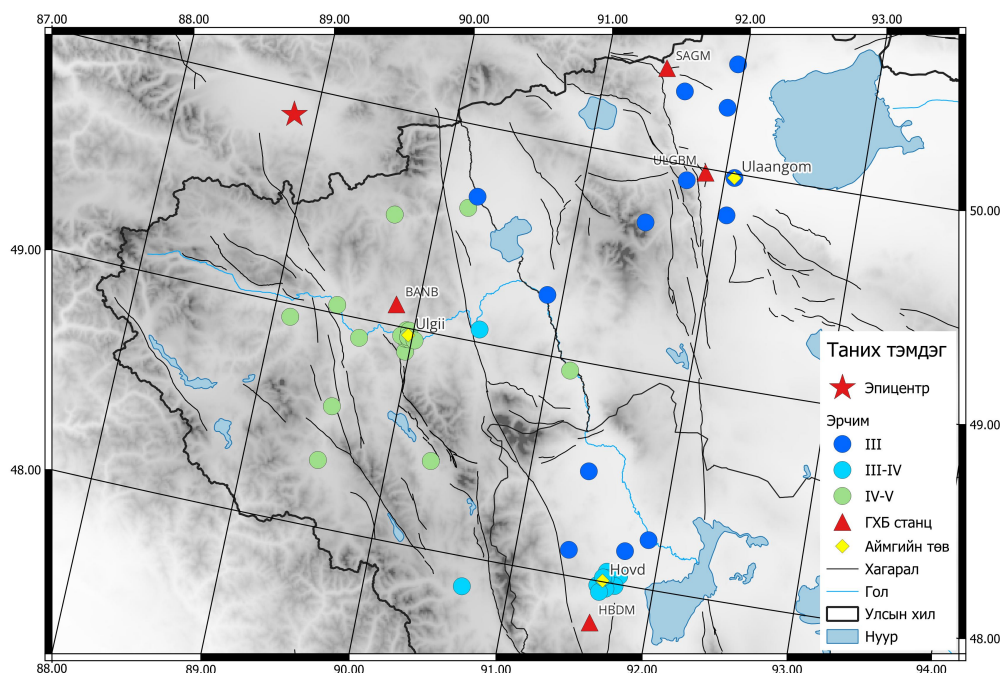 87.00 88.00 89.00 90.00 91.00 92.00 93.00
SAGM
ULGBM
Ulaangom
50.00
49.00
BANB
Ulgii
Таних тэмдэг
Эпицентр
Эрчим
III
49.00
III-IV
48.00
IV-V
ГХБ станц
Аймгийн төв
Hovd
Хагарал
Гол
HBDM
Улсын хил
Нуур
48.00
88.00 89.00 90.00 91.00 92.00 93.00 94.00